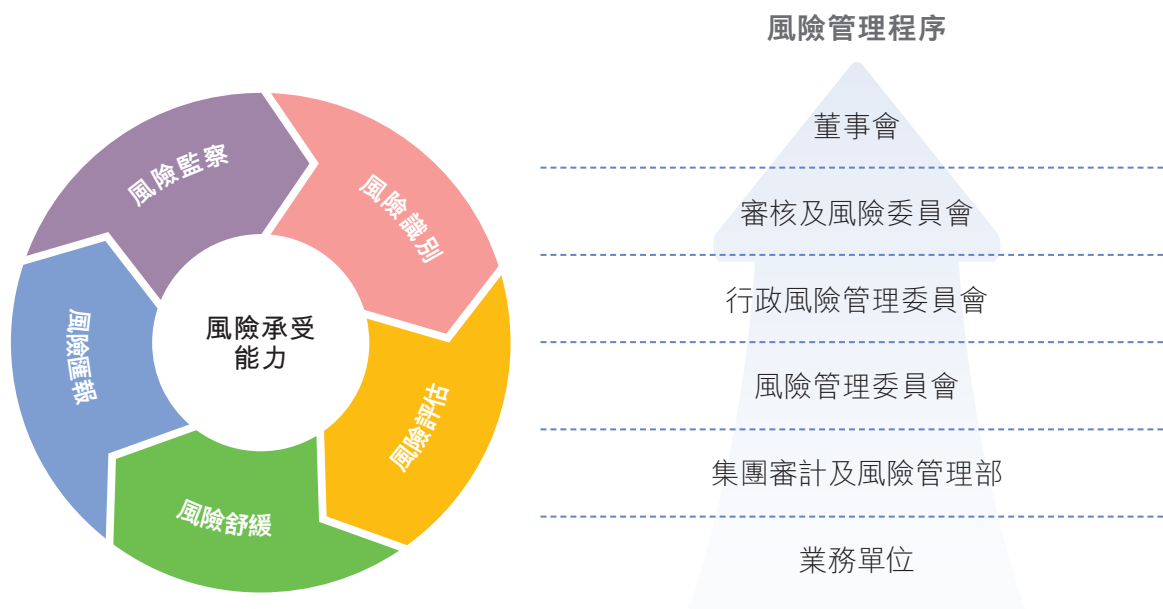 風險管理程序
風險監察
風險識別
風險評估
風險舒緩
風險匯報
風險承受
能力
董事會
審核及風險委員會
行政風險管理委員會
風險管理委員會
集團審計及風險管理部
業務單位